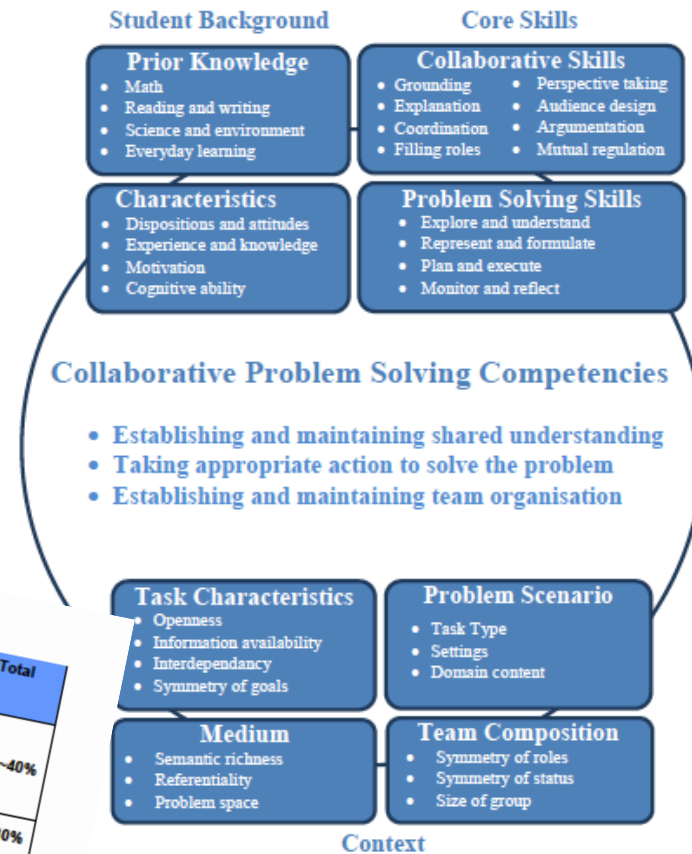 Student Background
Core Skills
Prior Knowledge
• Math
• Reading and writing
• Science and environment
• Everyday learning
Collaborative Skills
• Grounding
• Explanation
• Coordination
• Filling roles
• Perspective taking
• Audience design
• Argumentation
• Mutual regulation
Characteristics
• Dispositions and attitudes
• Experience and knowledge
• Motivation
• Cognitive ability
Problem Solving Skills
• Explore and understand
• Represent and formulate
• Plan and execute
• Monitor and reflect
Collaborative Problem Solving Competencies
• Establishing and maintaining shared understanding
• Taking appropriate action to solve the problem
• Establishing and maintaining team organisation
Task Characteristics
• Openness
• Information availability
• Interdependancy
• Symmetry of goals
Problem Scenario
• Task Type
• Settings
• Domain content
Medium
• Semantic richness
• Referentiality
• Problem space
Team Composition
• Symmetry of roles
• Symmetry of status
• Size of group
Context
Total
~40%